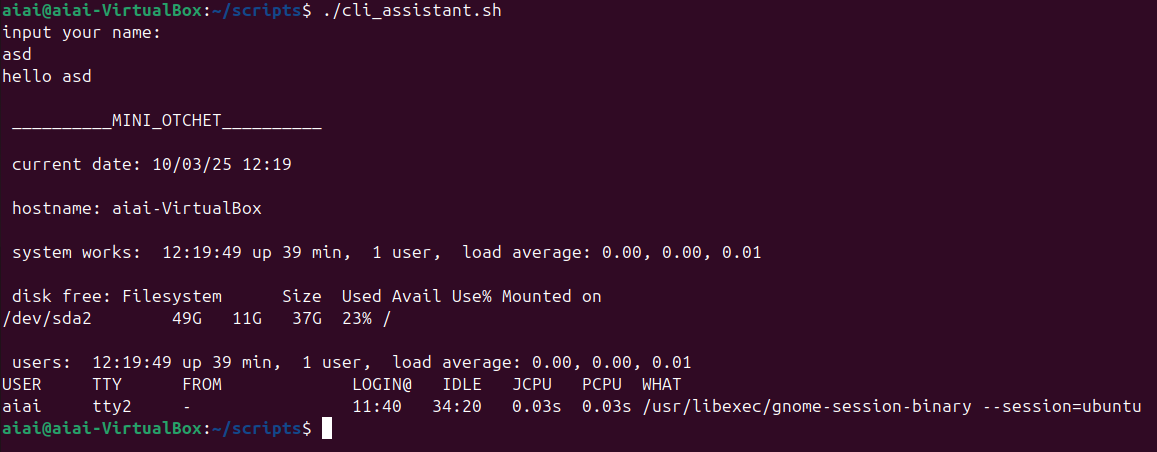 aiai@aiai-VirtualBox:~/scripts$ ./cli_assistant.sh
input your name:
asd
hello asd
__________MINI_OTCHET__________
current date: 10/03/25 12:19
hostname: aiai-VirtualBox
system works:  12:19:49 up 39 min,  1 user,  load average: 0.00, 0.00, 0.01
disk free: Filesystem      Size  Used Avail Use% Mounted on
/dev/sda2        49G   11G   37G  23% /
users:  12:19:49 up 39 min,  1 user,  load average: 0.00, 0.00, 0.01
USER     TTY      FROM             LOGIN@   IDLE   JCPU   PCPU  WHAT
aiai     tty2     -                11:40   34:20   0.03s  0.03s /usr/libexec/gnome-session-binary --session=ubuntu
aiai@aiai-VirtualBox:~/scripts$